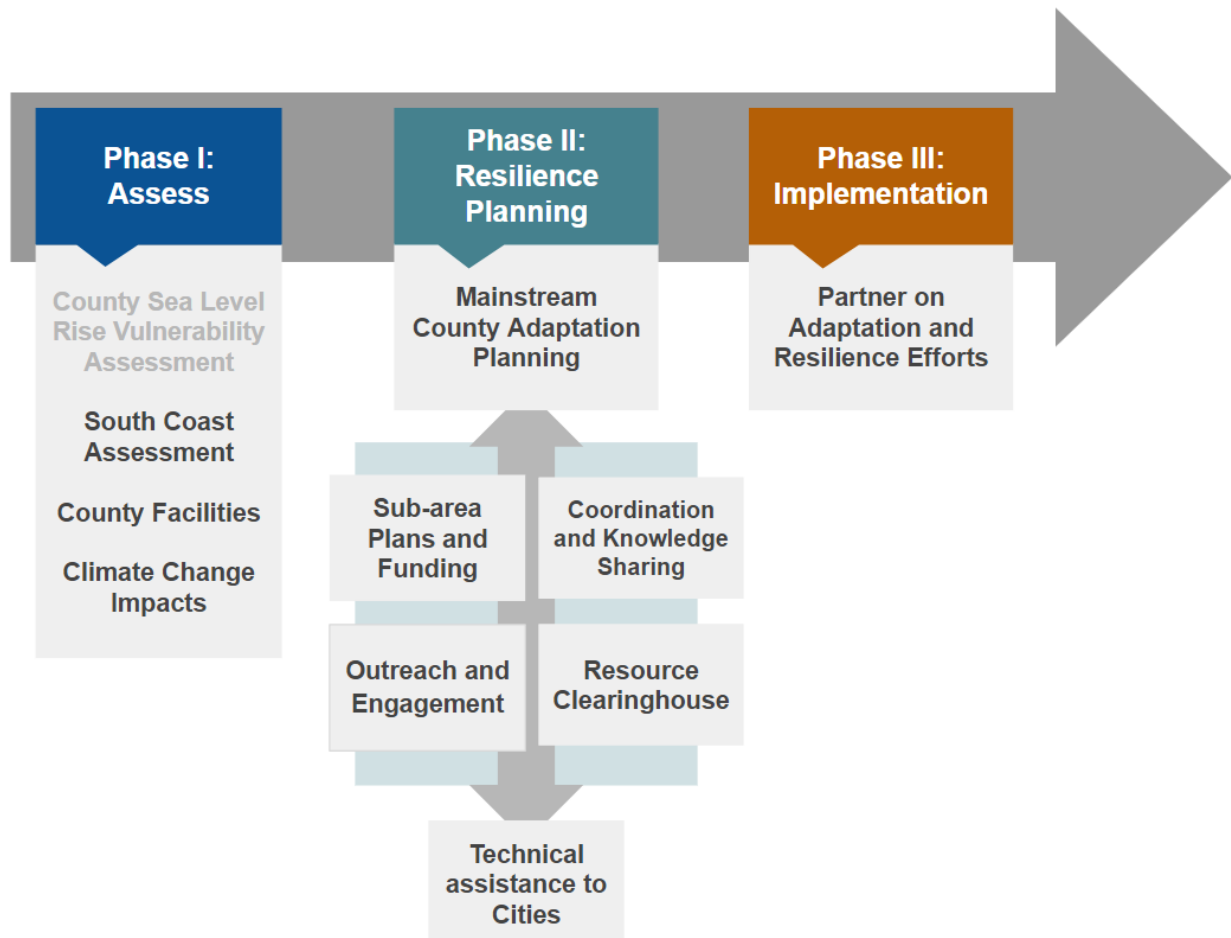 Phase I:
Assess
County Sea Level
Rise Vulnerability
Assessment
South Coast
Assessment
County Facilities
Climate Change
Impacts
Phase II:
Resilience
Planning
Mainstream
County Adaptation
Planning
Sub-area
Plans and
Funding
Coordination
and Knowledge
Sharing
Outreach and
Engagement
Resource
Clearinghouse
Technical
assistance to
Cities
Phase III:
Implementation
Partner on
Adaptation and
Resilience Efforts